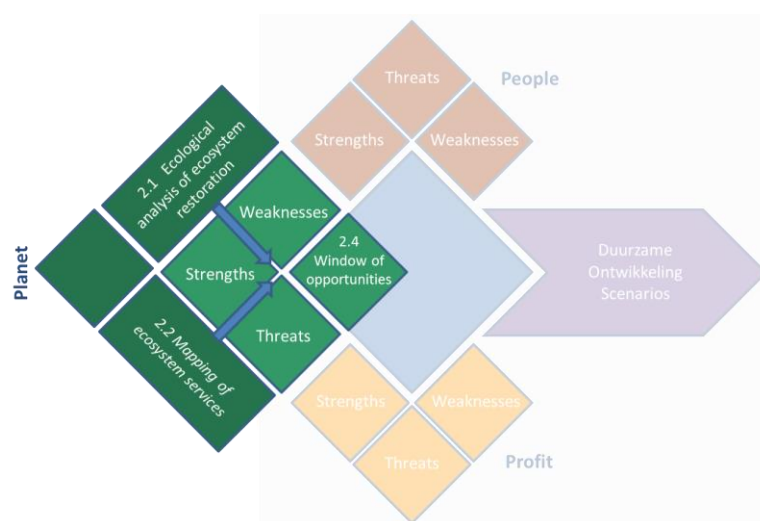 Threats
People
Strengths
Weaknesses
2.1 Ecological
analysis of ecosystem
restoration
Weaknesses
2.4
Window of
opportunities
Planet
Strengths
Duurzame
Ontwikkeling
Scenarios
Threats
2.2 Mapping of
ecosystem services
Strengths
Weaknesses
Threats
Profit